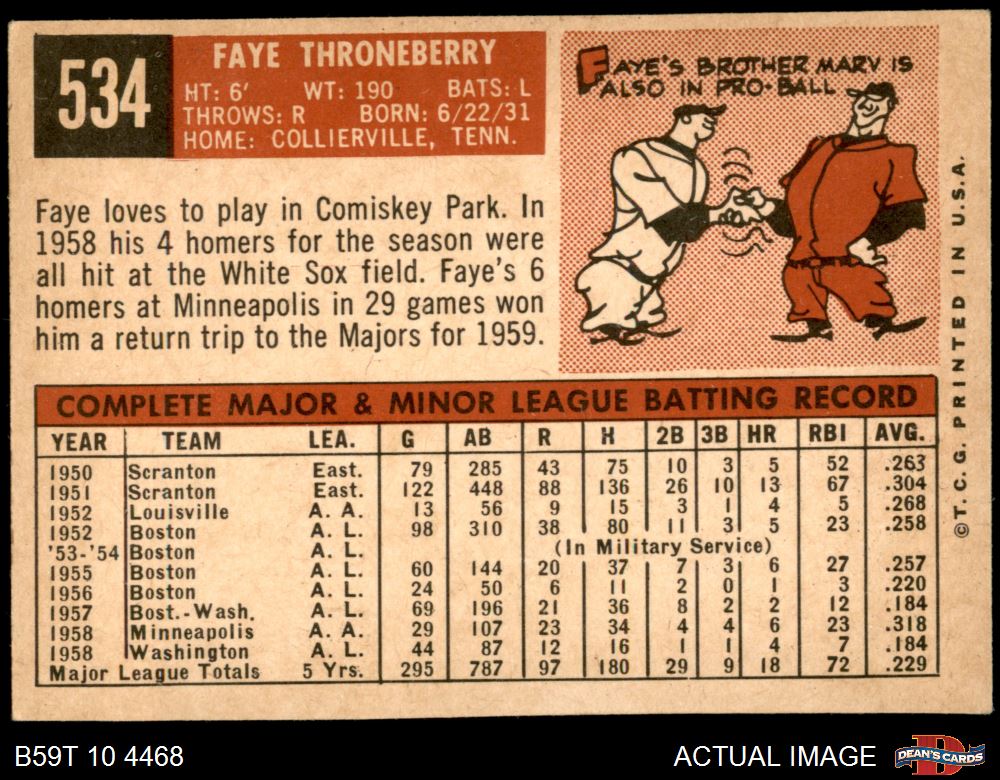 534
FAYE THRONEBERRY
HT: 6' WT: 190 BATS: L
THROWS: R BORN: 6/22/31
HOME: COLLIERVILLE, TENN.
Faye loves to play in Comiskey Park. In
1958 his 4 homers for the season were
all hit at the White Sox field. Faye's 6
homers at Minneapolis in 29 games won
him a return trip to the Majors for 1959.
FAYE'S BROTHER MARV IS
ALSO IN PRO-BALL
COMPLETE MAJOR & MINOR LEAGUE BATTING RECORD
YEAR TEAM LEA. G AB R H 2B 3B HR RBI AVG.
1950 Scranton East. 79 285 43 75 10 3 5 52 .263
1951 Scranton East. 122 448 88 136 26 10 13 67 .304
1952 Louisville A. A. 13 56 9 15 3 1 4 5 .268
1952 Boston A. L. 98 310 38 80 11 3 5 23 .258
'53-'54 Boston A. L. (In Military Service)
1955 Boston A. L. 60 144 20 37 7 3 6 27 .257
1956 Boston A. L. 24 50 6 11 2 0 1 3 .220
1957 Bost.-Wash. A. L. 69 196 21 36 8 2 2 12 .184
1958 Minneapolis A. A. 29 107 23 34 4 4 6 23 .318
1958 Washington A. L. 44 87 12 16 1 1 4 7 .184
Major League Totals 5 Yrs. 295 787 97 180 29 9 18 72 .229
© T. C. G. PRINTED IN U.S.A.
B59T 10 4468
ACTUAL IMAGE
DEAN'S CARDS